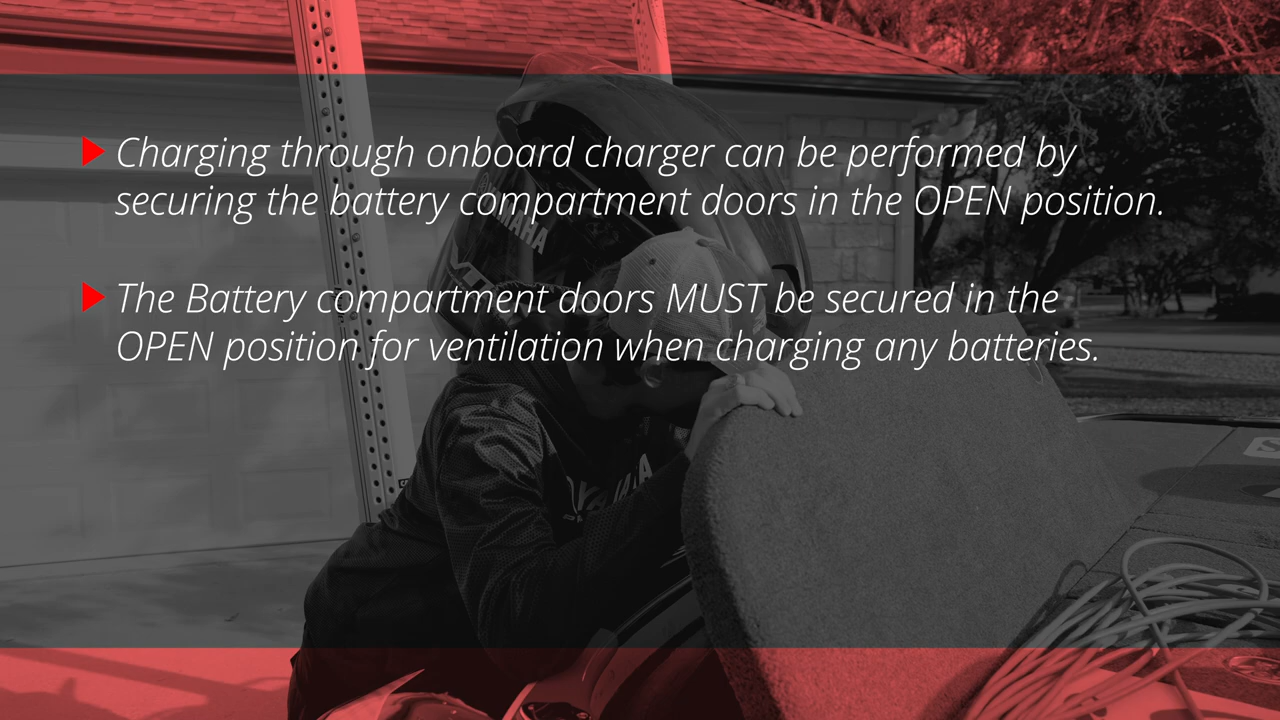 Charging through onboard charger can be performed by
securing the battery compartment doors in the OPEN position.
The Battery compartment doors MUST be secured in the
OPEN position for ventilation when charging any batteries.
YAMAHA